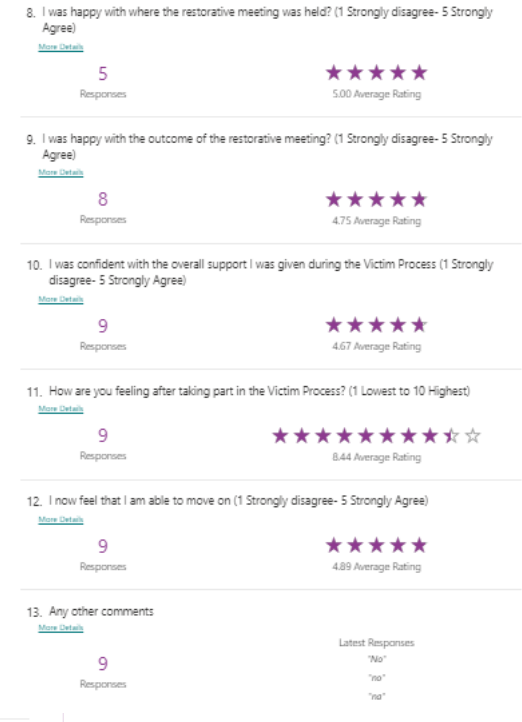 8. I was happy with where the restorative meeting was held? (1 Strongly disagree- 5 Strongly
Agree)
More Details
5
Responses
5.00 Average Rating
9. I was happy with the outcome of the restorative meeting? (1 Strongly disagree- 5 Strongly
Agree)
More Details
8
Responses
4.75 Average Rating
10. I was confident with the overall support I was given during the Victim Process (1 Strongly
disagree- 5 Strongly Agree)
More Details
9
Responses
4.67 Average Rating
11. How are you feeling after taking part in the Victim Process? (1 Lowest to 10 Highest)
More Details
9
Responses
8.44 Average Rating
12. I now feel that I am able to move on (1 Strongly disagree- 5 Strongly Agree)
More Details
9
Responses
4.89 Average Rating
13. Any other comments
More Details
9
Responses
Latest Responses
"No"
"no"
"no"